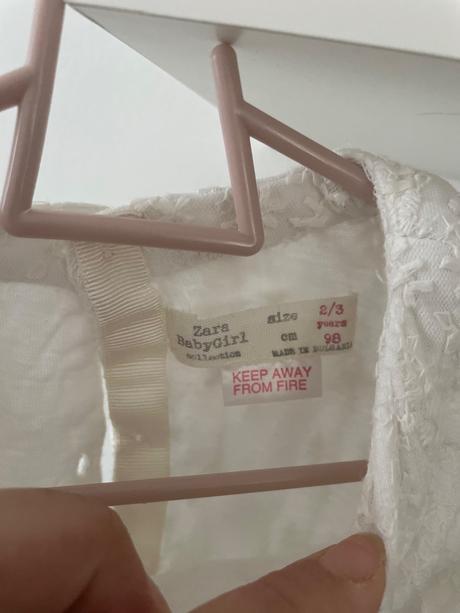 Zara
BabyGirl
collection
size
cm
2/3
years
98
MADE IN BULGARIA
KEEP AWAY
FROM FIRE